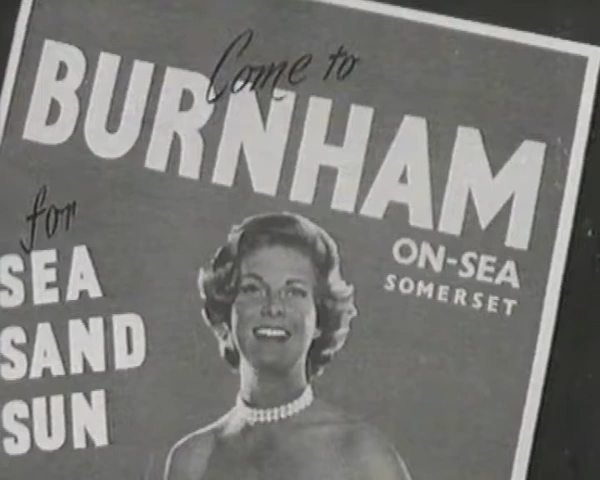 Come to
BURNHAM
ON-SEA
SOMERSET
for
SEA
SAND
SUN